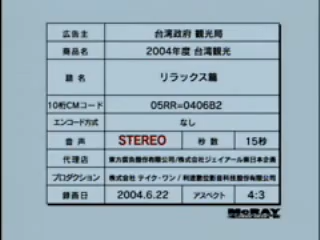 広告主 台湾政府 観光局
商品名 2004年度 台湾観光
題名 リラックス篇
10桁CMコード 05RR=0406B2
エンコード方式 なし
音声 STEREO 秒数 15秒
代理店 東方広告股份有限公司/株式会社ジェイアール東日本企画
プロダクション 株式会社 テイク・ワン / 利達數位影音科技股份有限公司
録画日 2004.6.22 アスペクト 4:3
McRAY